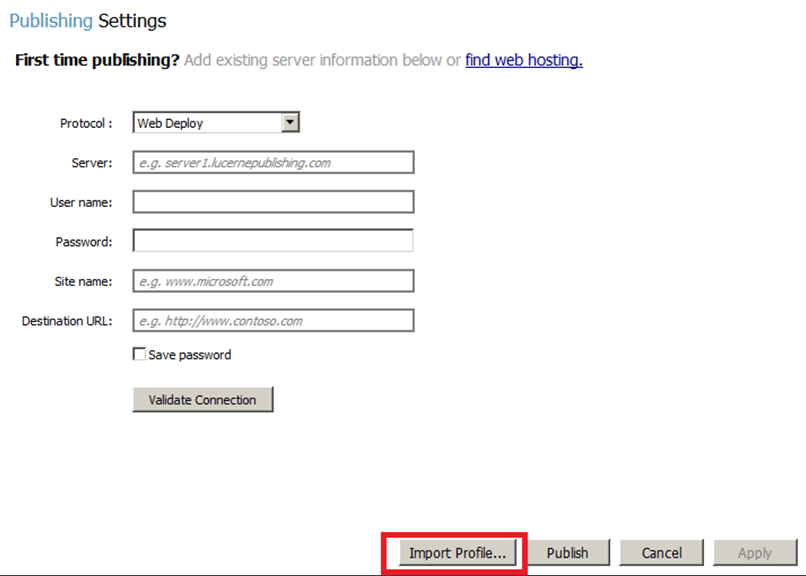 Publishing Settings
First time publishing? Add existing server information below or find web hosting.
Protocol : Web Deploy
Server: e.g. server1.lucernepublishing.com
User name:
Password:
Site name: e.g. www.microsoft.com
Destination URL: e.g. http://www.contoso.com
Save password
Validate Connection
Import Profile... Publish Cancel Apply